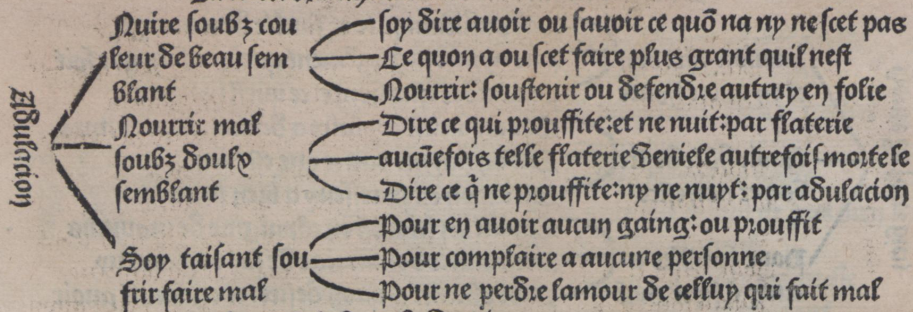 Adulacion
Nuire soubz cou
leur de beau sem
blant
soy dire avoir ou savoir ce quō na ny ne scet pas
Ce quon a ou scet faire plus grant quil nest
Nourrir: soustenir ou defendre autruy en folie
Nourrir mal
soubz doulx
semblant
Dire ce qui prouffite: et ne nuit: par flaterie
aucūefois telle flaterie veniele autrefois mortele
Dire ce q̄ ne prouffite: ny ne nuyt: par adulacion
Soy taisant sou
frir faire mal
Pour en avoir aucun gaing: ou prouffit
Pour complaire a aucune personne
Pour ne perdre lamour de celluy qui fait mal